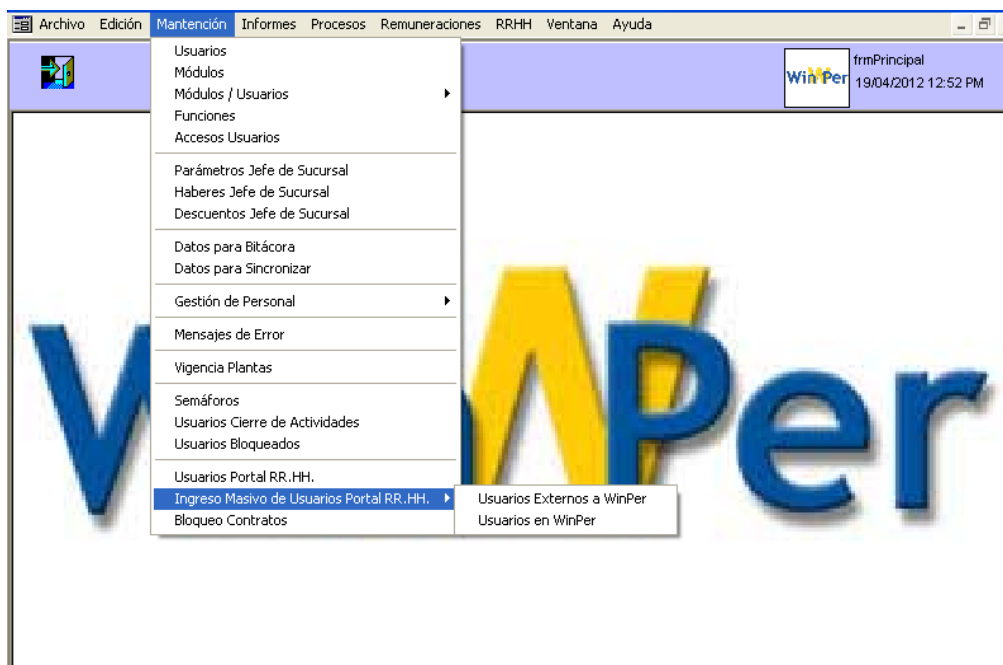 Archivo Edición Mantención Informes Procesos Remuneraciones RRHH Ventana Ayuda
WinPer
frmPrincipal
19/04/2012 12:52 PM
Usuarios
Módulos
Módulos / Usuarios
Funciones
Accesos Usuarios
Parámetros Jefe de Sucursal
Haberes Jefe de Sucursal
Descuentos Jefe de Sucursal
Datos para Bitácora
Datos para Sincronizar
Gestión de Personal
Mensajes de Error
Vigencia Plantas
Semáforos
Usuarios Cierre de Actividades
Usuarios Bloqueados
Usuarios Portal RR.HH.
Ingreso Masivo de Usuarios Portal RR.HH.
Bloqueo Contratos
Usuarios Externos a WinPer
Usuarios en WinPer
WinPer